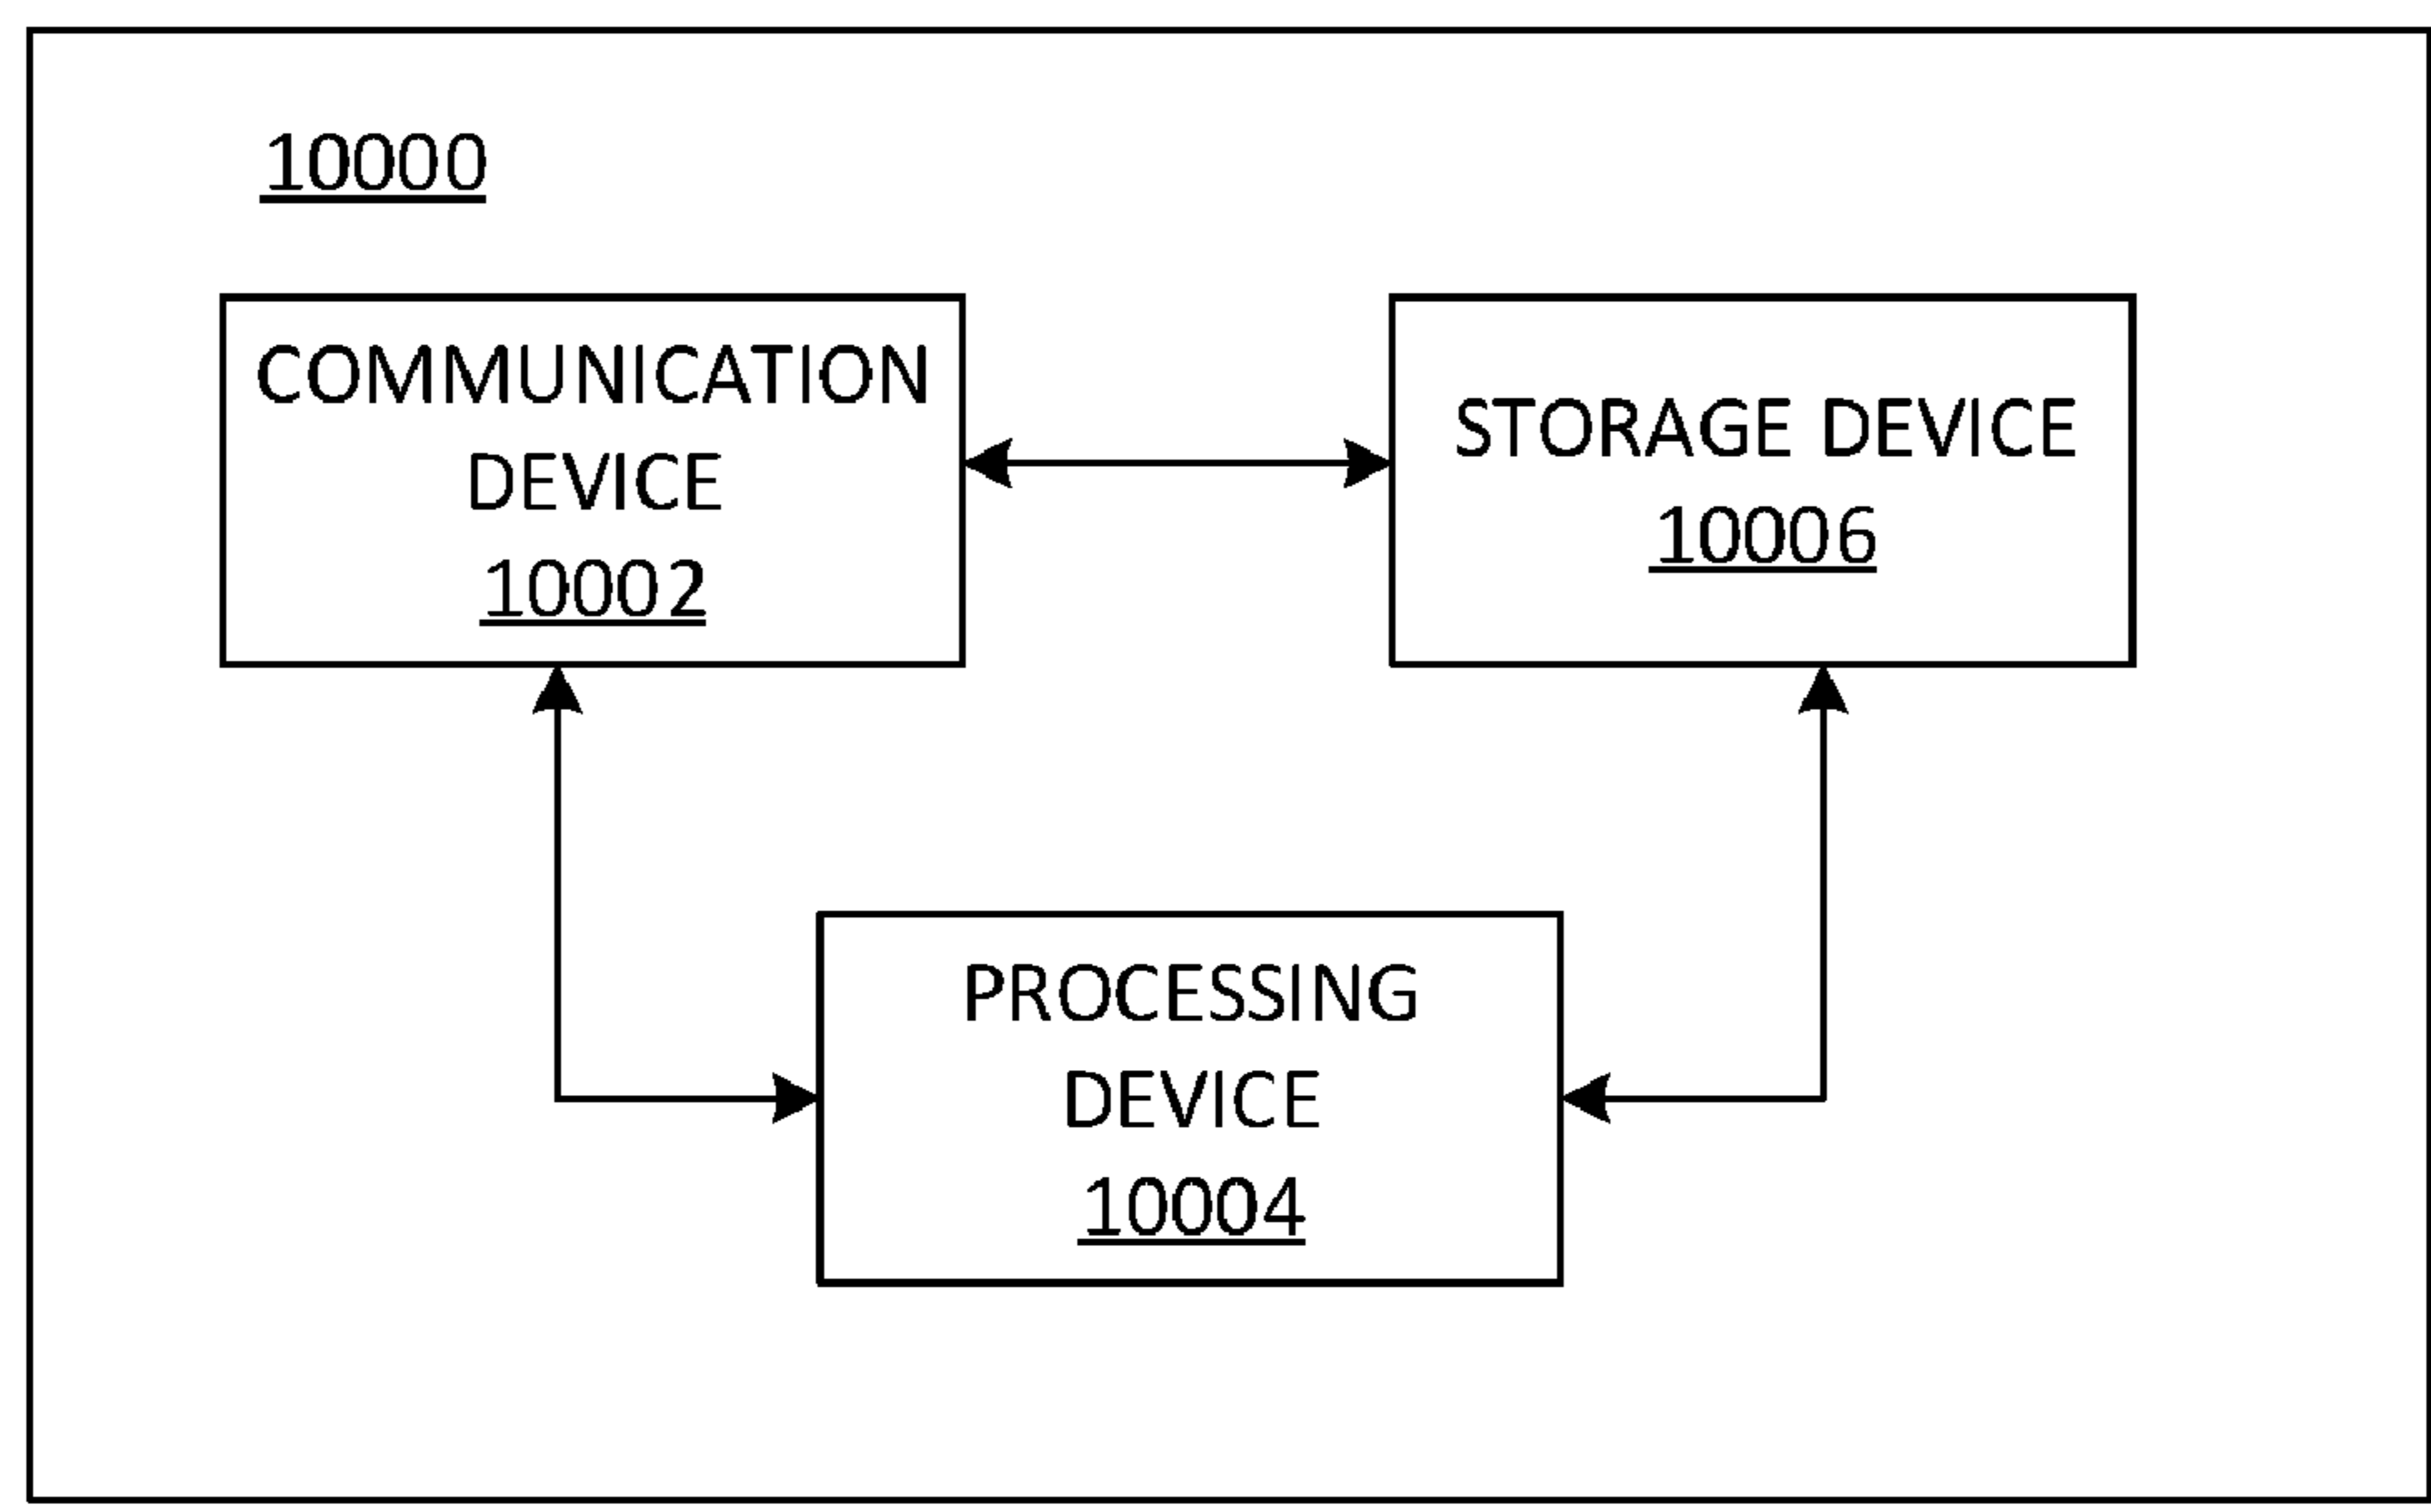 10000
COMMUNICATION
DEVICE
10002
STORAGE DEVICE
10006
PROCESSING
DEVICE
10004